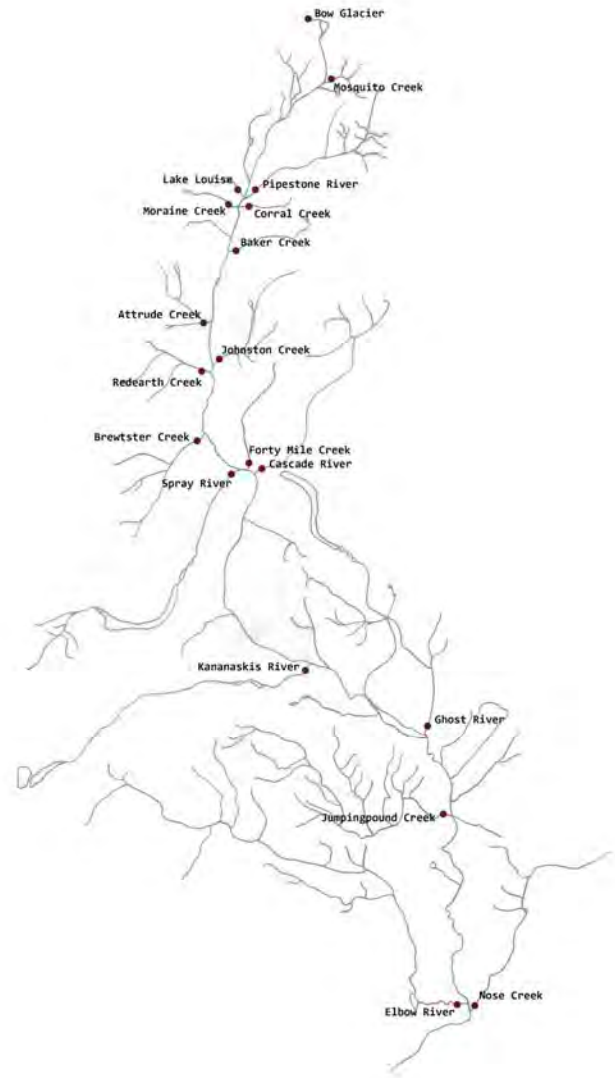 Bow Glacier
Mosquito Creek
Lake Louise
Pipestone River
Moraine Creek
Corral Creek
Baker Creek
Attrude Creek
Johnston Creek
Redearth Creek
Brewtster Creek
Forty Mile Creek
Cascade River
Spray River
Kananaskis River
Ghost River
Jumpingpound Creek
Nose Creek
Elbow River